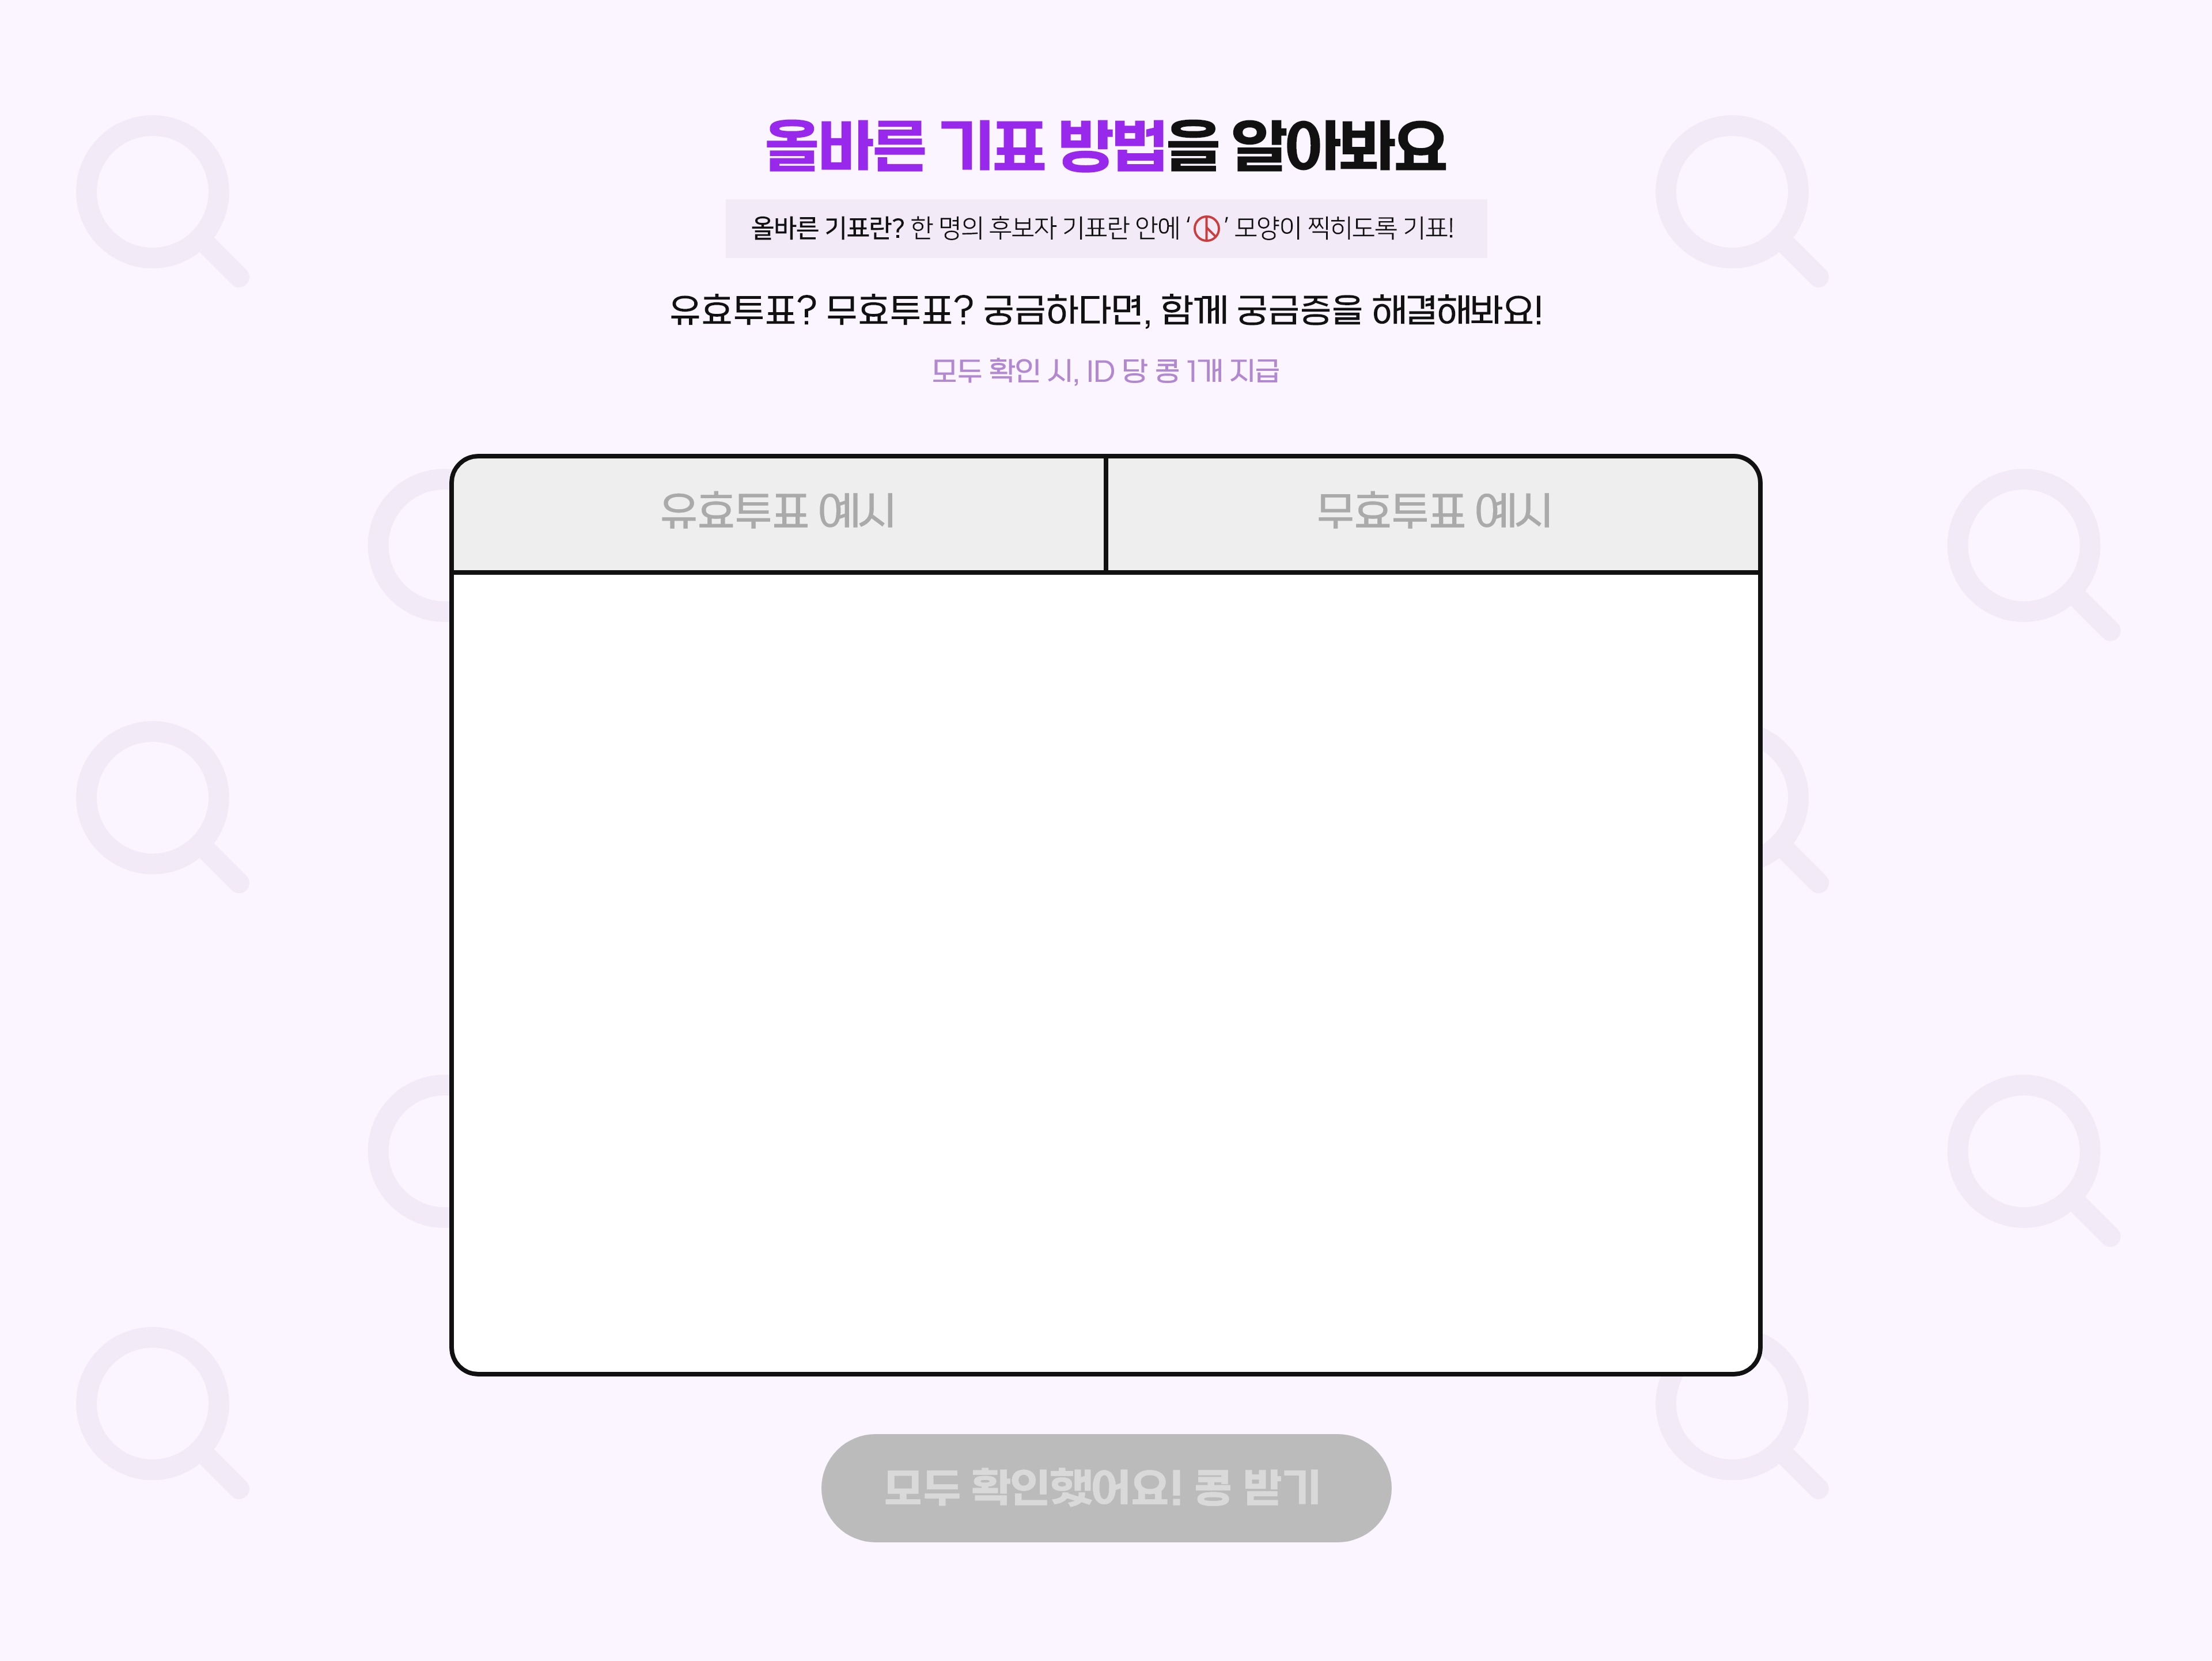 올바른 기표 방법을 알아봐요
올바른 기표란? 한 명의 후보자 기표란 안에 ‘ ’ 모양이 찍히도록 기표!
유효투표? 무효투표? 궁금하다면, 함께 궁금증을 해결해봐요!
모두 확인 시, ID 당 콩 1개 지급
유효투표 예시
무효투표 예시
모두 확인했어요! 콩 받기